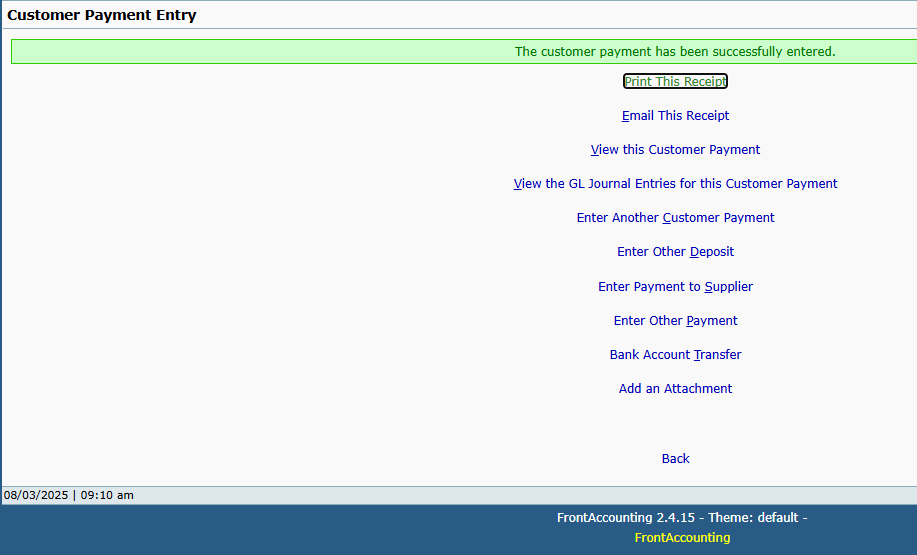 Customer Payment Entry
The customer payment has been successfully entered.
Print This Receipt
Email This Receipt
View this Customer Payment
View the GL Journal Entries for this Customer Payment
Enter Another Customer Payment
Enter Other Deposit
Enter Payment to Supplier
Enter Other Payment
Bank Account Transfer
Add an Attachment
Back
08/03/2025 | 09:10 am
FrontAccounting 2.4.15 - Theme: default -
FrontAccounting